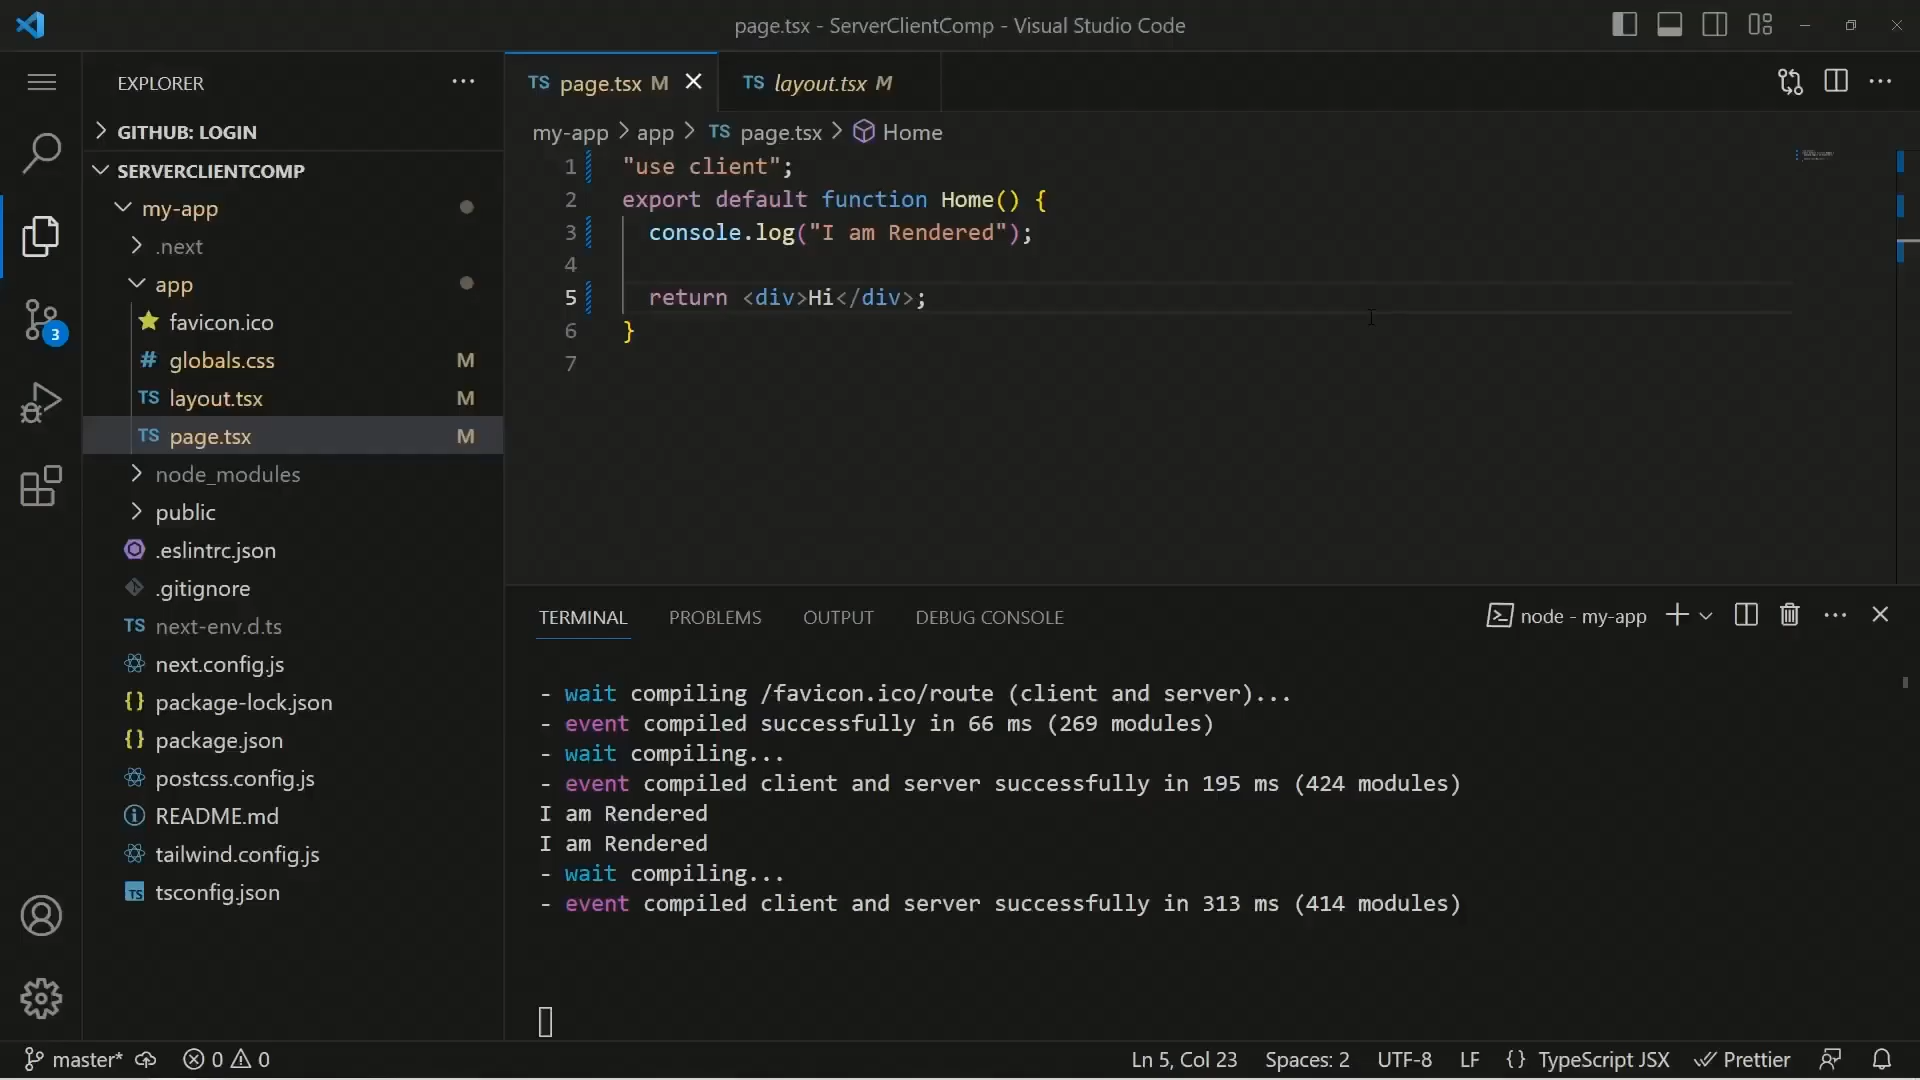 page.tsx - ServerClientComp - Visual Studio Code
EXPLORER
GITHUB: LOGIN
SERVERCLIENTCOMP
my-app
.next
app
favicon.ico
# globals.css M
TS layout.tsx M
TS page.tsx M
node_modules
public
.eslintrc.json
.gitignore
TS next-env.d.ts
next.config.js
{} package-lock.json
{} package.json
postcss.config.js
README.md
tailwind.config.js
TS tsconfig.json
3
TS page.tsx M
TS layout.tsx M
my-app > app > TS page.tsx > Home
1 "use client";
2 export default function Home() {
3 console.log("I am Rendered");
4
5 return <div>Hi</div>;
6 }
7
TERMINAL PROBLEMS OUTPUT DEBUG CONSOLE
node - my-app
- wait compiling /favicon.ico/route (client and server)...
- event compiled successfully in 66 ms (269 modules)
- wait compiling...
- event compiled client and server successfully in 195 ms (424 modules)
I am Rendered
I am Rendered
- wait compiling...
- event compiled client and server successfully in 313 ms (414 modules)
master* 0 0 Ln 5, Col 23 Spaces: 2 UTF-8 LF {} TypeScript JSX Prettier